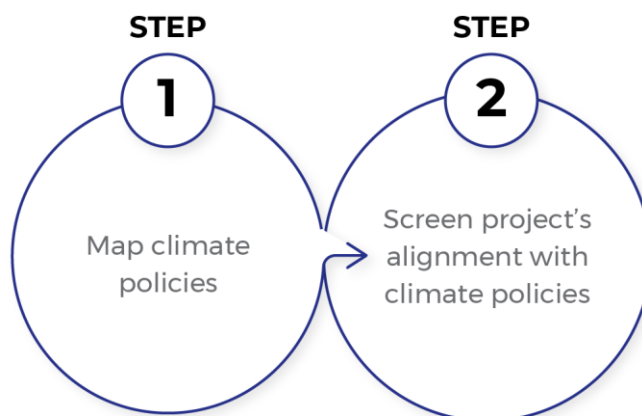 STEP
1
Map climate
policies
STEP
2
Screen project’s
alignment with
climate policies